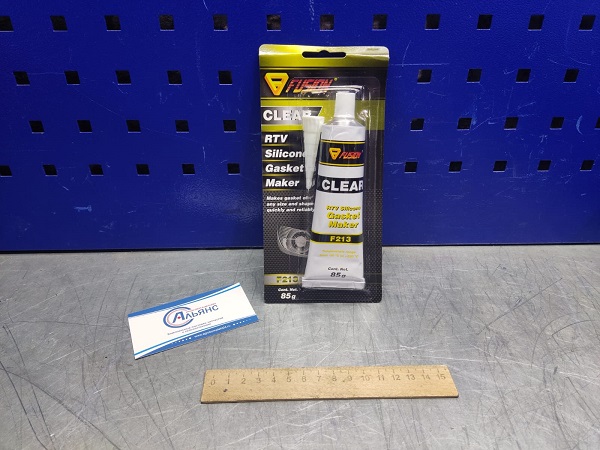 FUSION
CLEAR
RTV
Silicone
Gasket
Maker
Makes gasket of
any size and shape
quickly and reliably
F213
Cont. Net.
85g
FUSION
CLEAR
RTV Silicone
Gasket
Maker
F213
Cont. Net.
85g
АЛЬЯНС
0 1 2 3 4 5 6 7 8 9 10 11 12 13 14 15